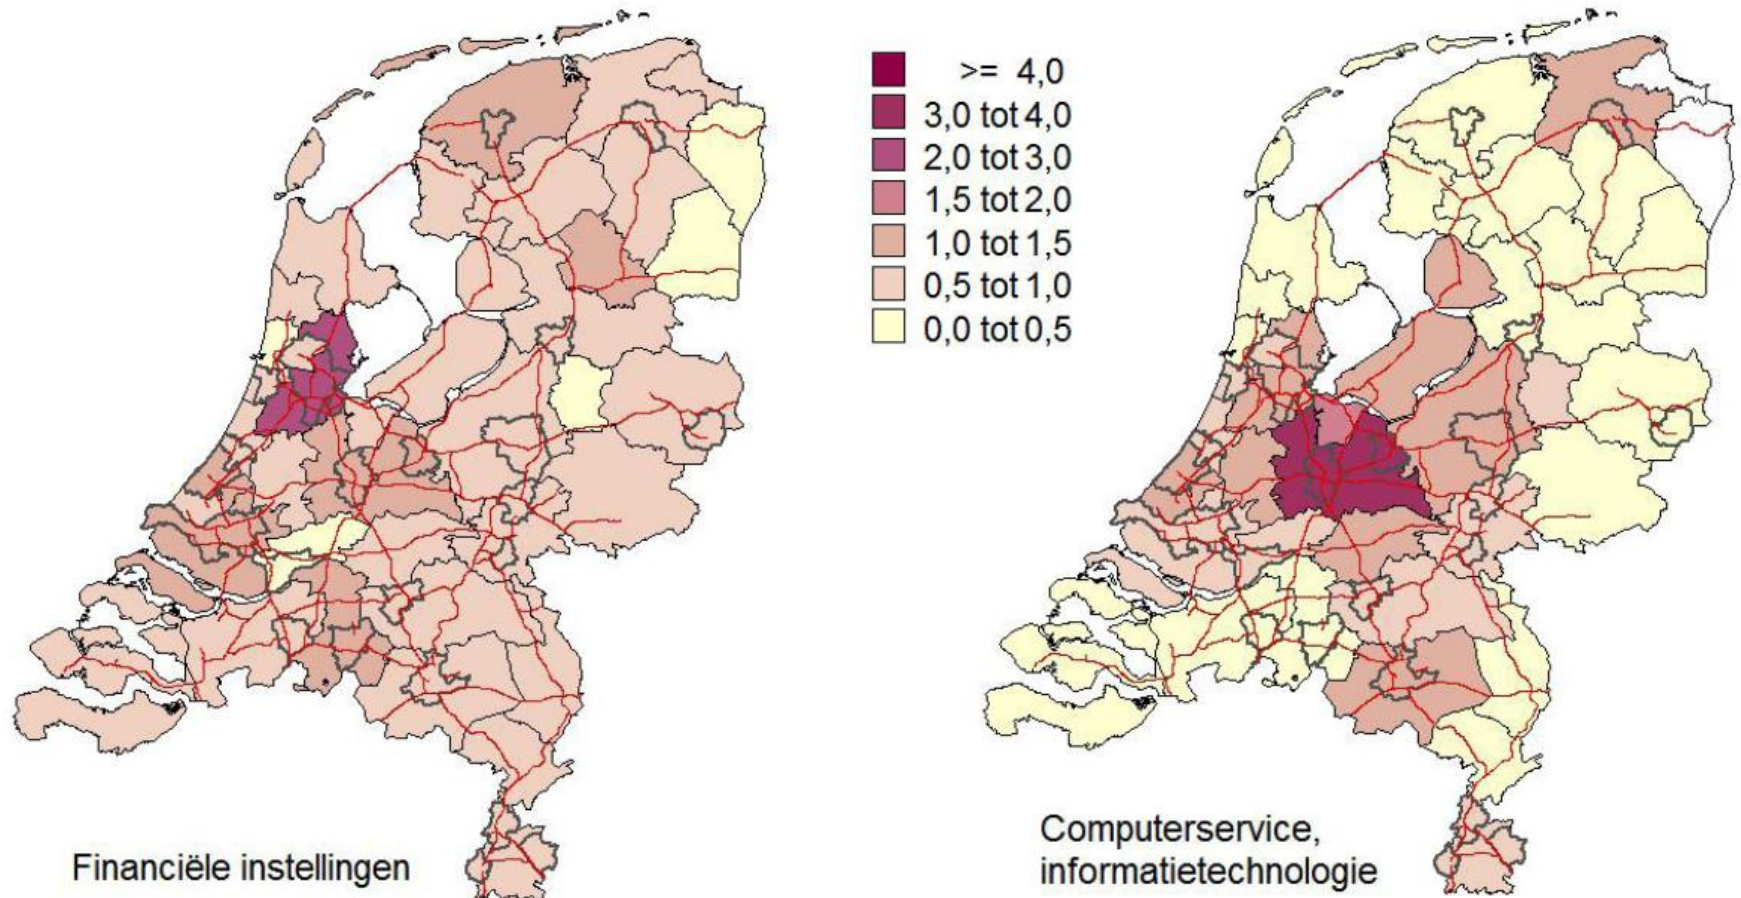 >= 4,0
3,0 tot 4,0
2,0 tot 3,0
1,5 tot 2,0
1,0 tot 1,5
0,5 tot 1,0
0,0 tot 0,5
Financiële instellingen
Computerservice,
informatietechnologie